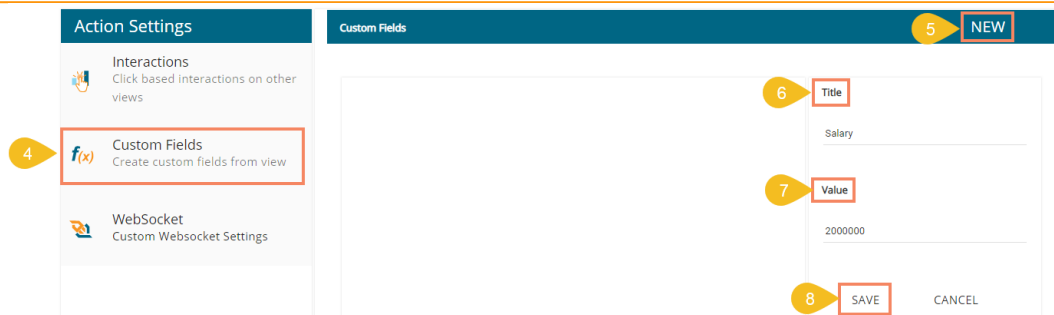 Action Settings
Interactions
Click based interactions on other
views
4
f(x)
Custom Fields
Create custom fields from view
WebSocket
Custom Websocket Settings
Custom Fields
5
NEW
6
Title
Salary
7
Value
2000000
8
SAVE
CANCEL